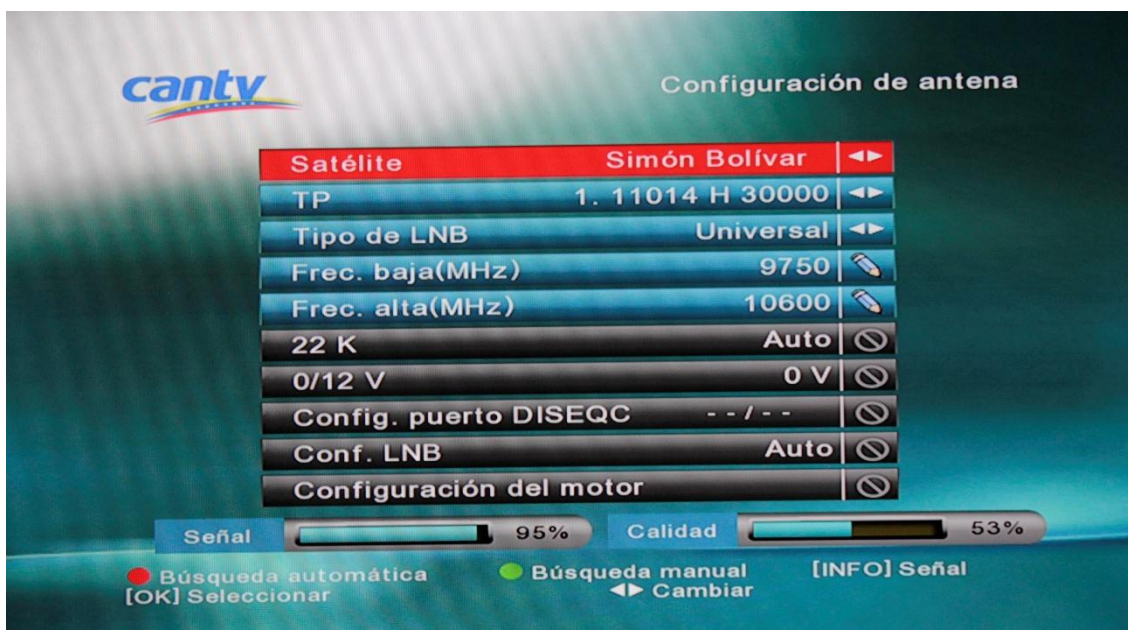 cantv
Configuración de antena
Satélite Simón Bolívar
TP 1. 11014 H 30000
Tipo de LNB Universal
Frec. baja(MHz) 9750
Frec. alta(MHz) 10600
22 K Auto
0/12 V 0 V
Config. puerto DISEQC --/--
Conf. LNB Auto
Configuración del motor
Señal 95% Calidad 53%
Búsqueda automática Búsqueda manual [INFO] Señal
[OK] Seleccionar Cambiar